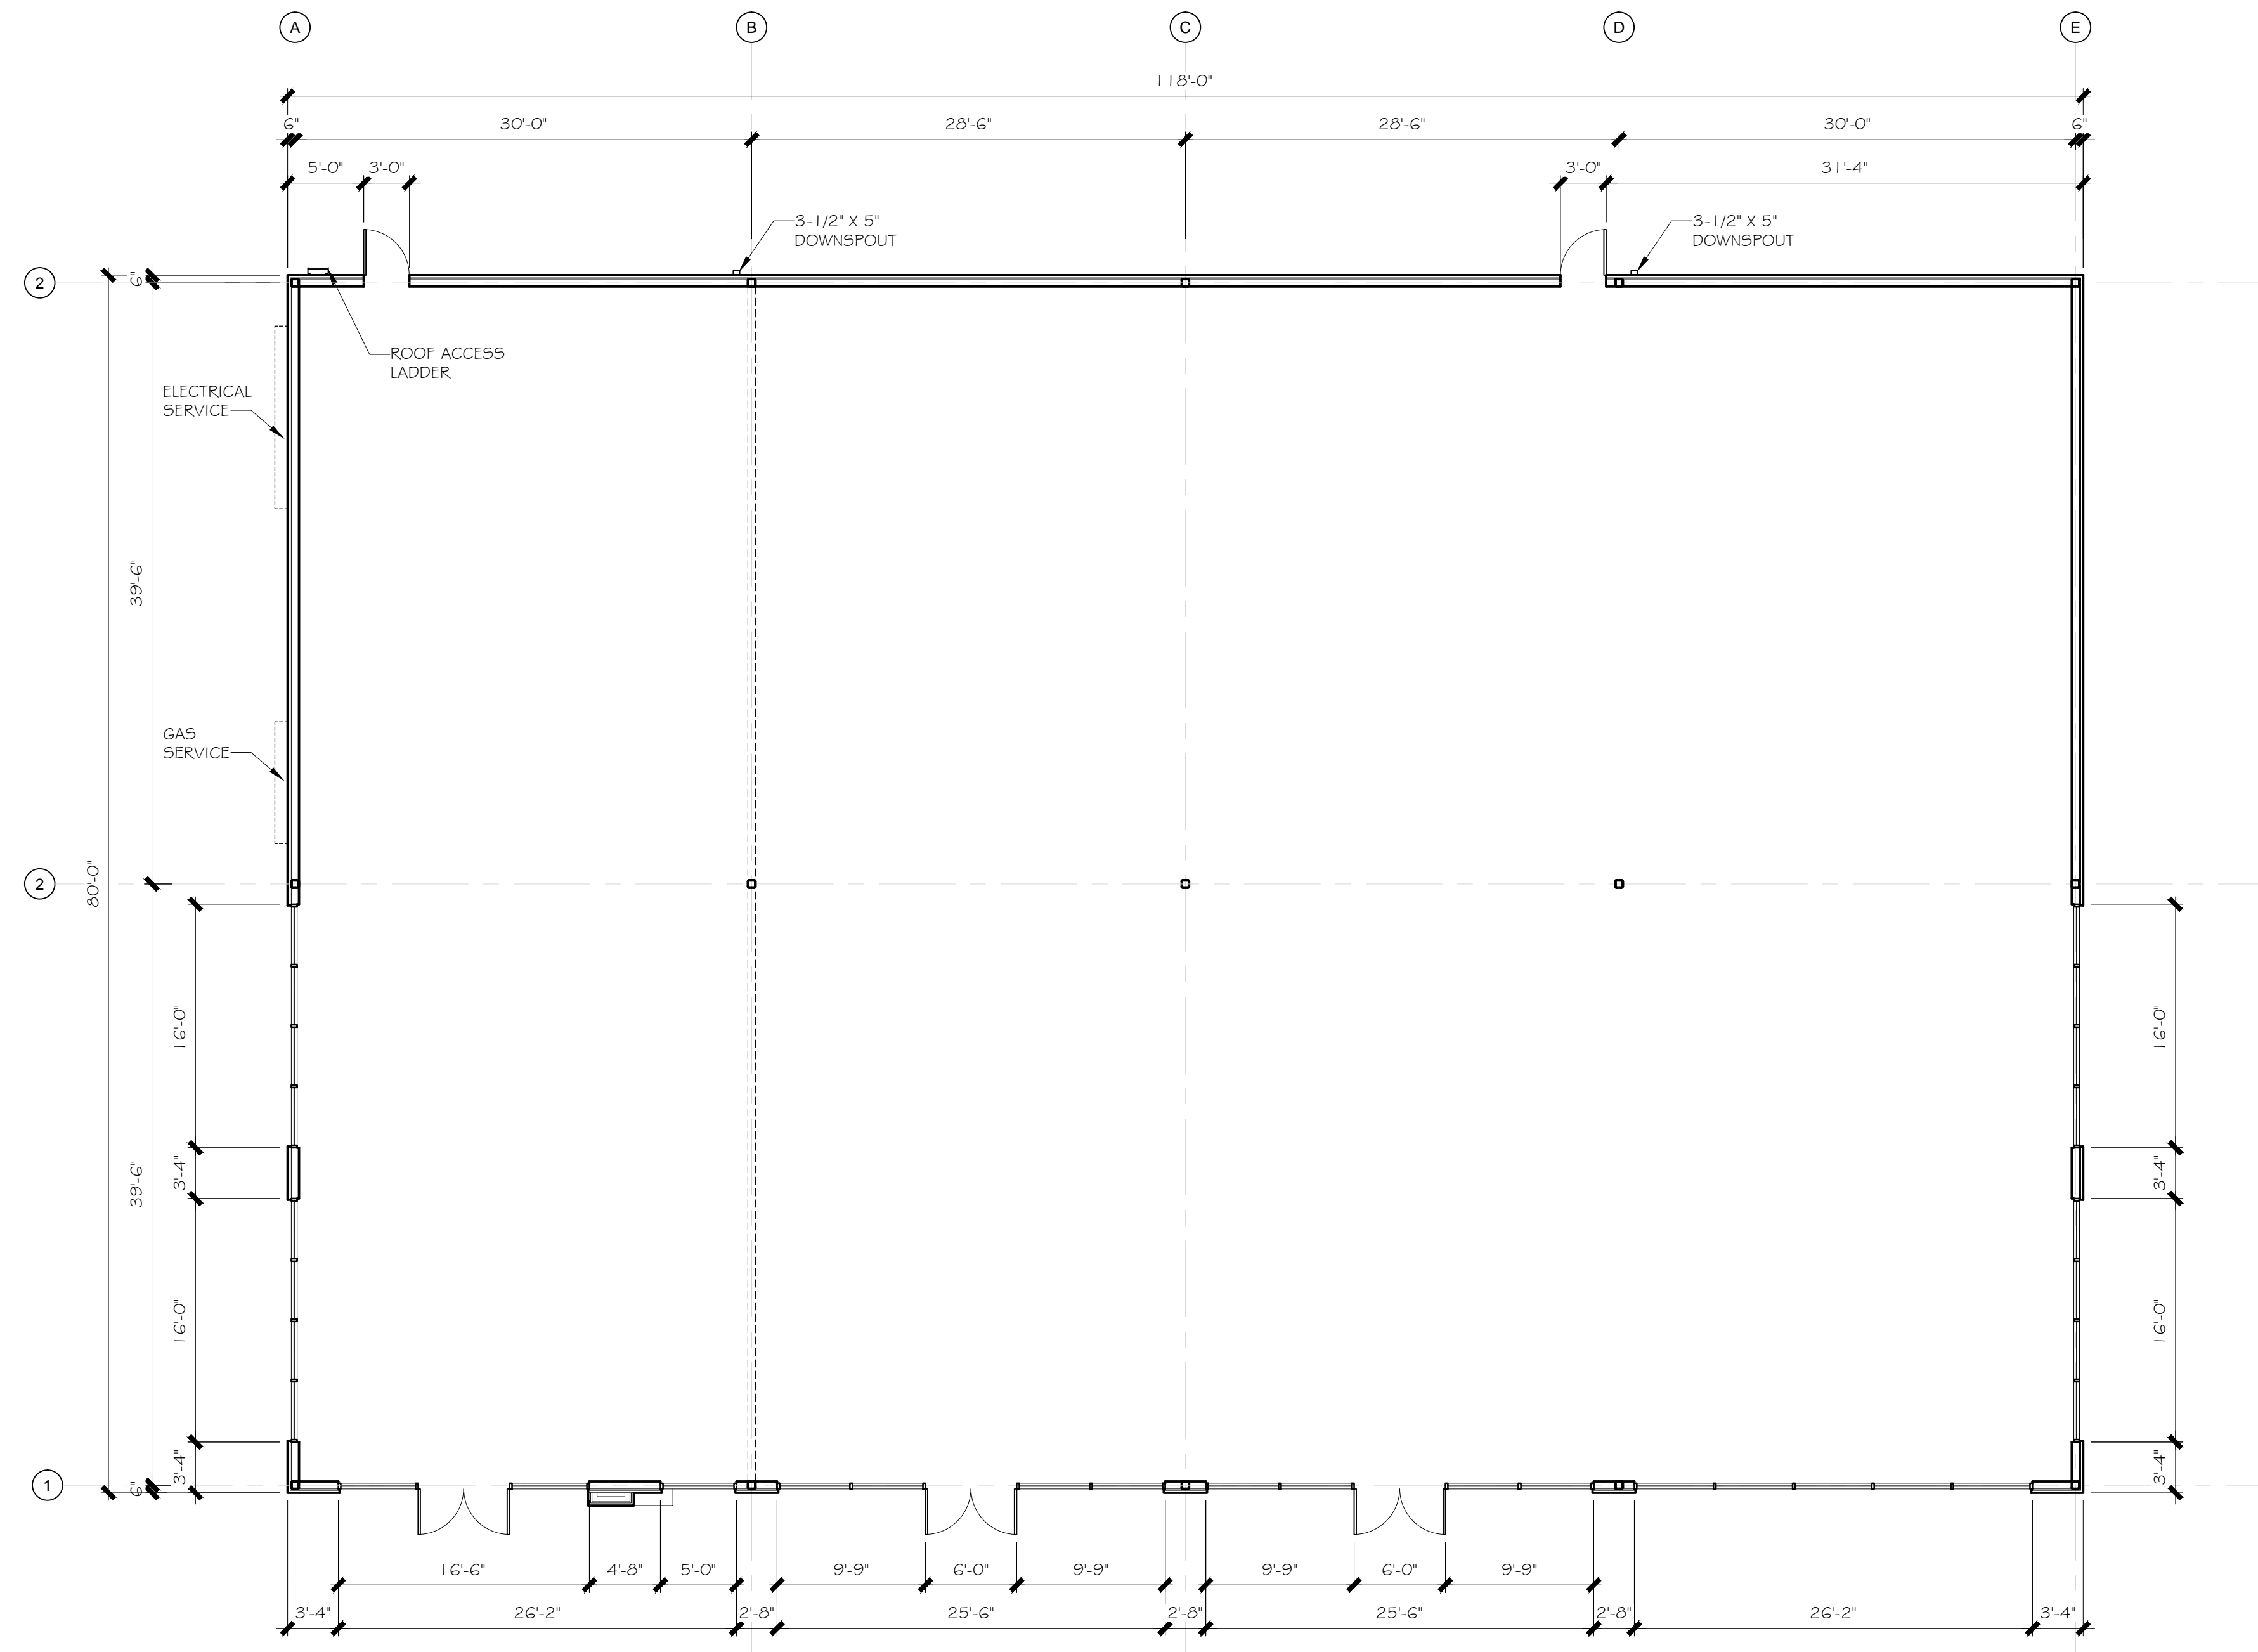 A B C D E
118'-0"
6" 30'-0" 28'-6" 28'-6" 30'-0" 6"
5'-0" 3'-0" 3'-0" 31'-4"
3-1/2" X 5"
DOWNSPOUT
3-1/2" X 5"
DOWNSPOUT
2
6"
ROOF ACCESS
LADDER
ELECTRICAL
SERVICE
39'-6"
GAS
SERVICE
2
80'-0"
16'-0"
16'-0"
3'-4"
39'-6"
3'-4"
16'-0"
16'-0"
3'-4"
3'-4"
1
6"
16'-6" 4'-8" 5'-0" 9'-9" 6'-0" 9'-9" 9'-9" 6'-0" 9'-9"
3'-4" 26'-2" 2'-8" 25'-6" 2'-8" 25'-6" 2'-8" 26'-2" 3'-4"